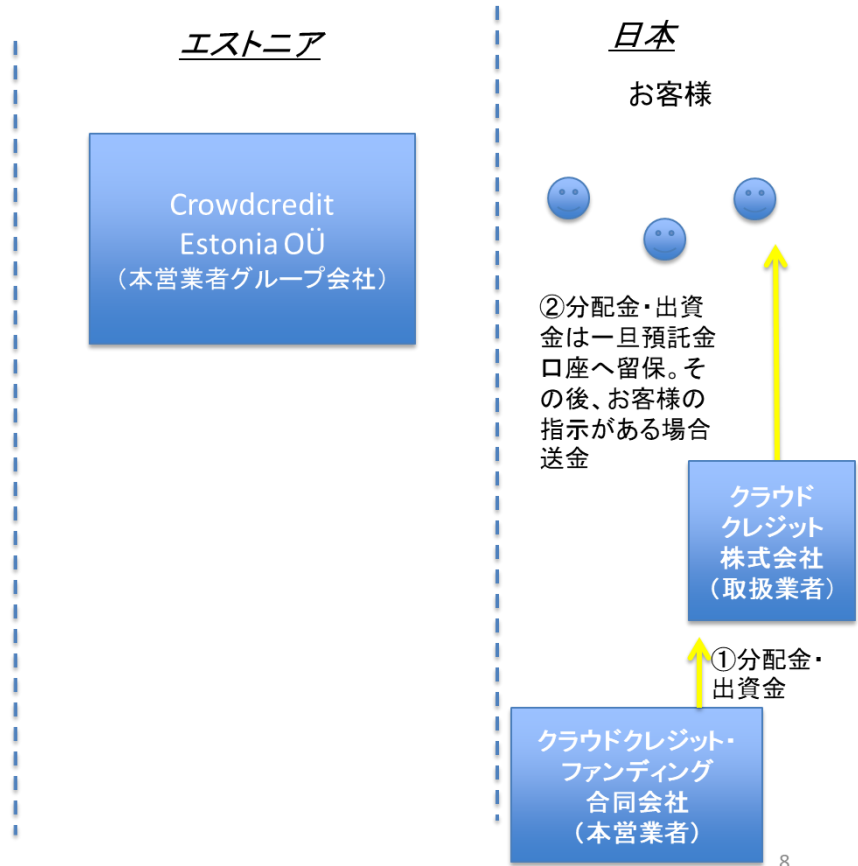 エストニア
Crowdcredit
Estonia OÜ
（本営業者グループ会社）
日本
お客様
②分配金・出資
金は一旦預託金
口座へ留保。そ
の後、お客様の
指示がある場合
送金
クラウド
クレジット
株式会社
（取扱業者）
①分配金・
出資金
クラウドクレジット・
ファンディング
合同会社
（本営業者）
8